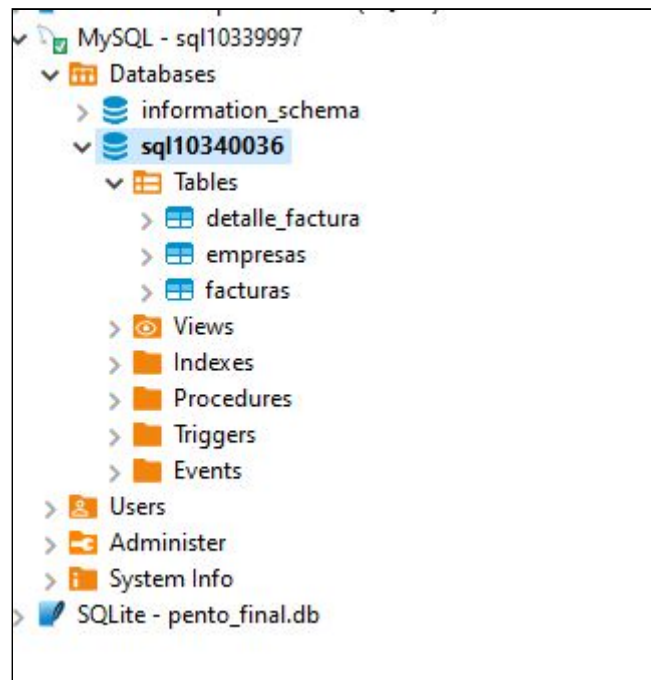 MySQL - sql10339997
Databases
information_schema
sql10340036
Tables
detalle_factura
empresas
facturas
Views
Indexes
Procedures
Triggers
Events
Users
Administer
System Info
SQLite - pento_final.db